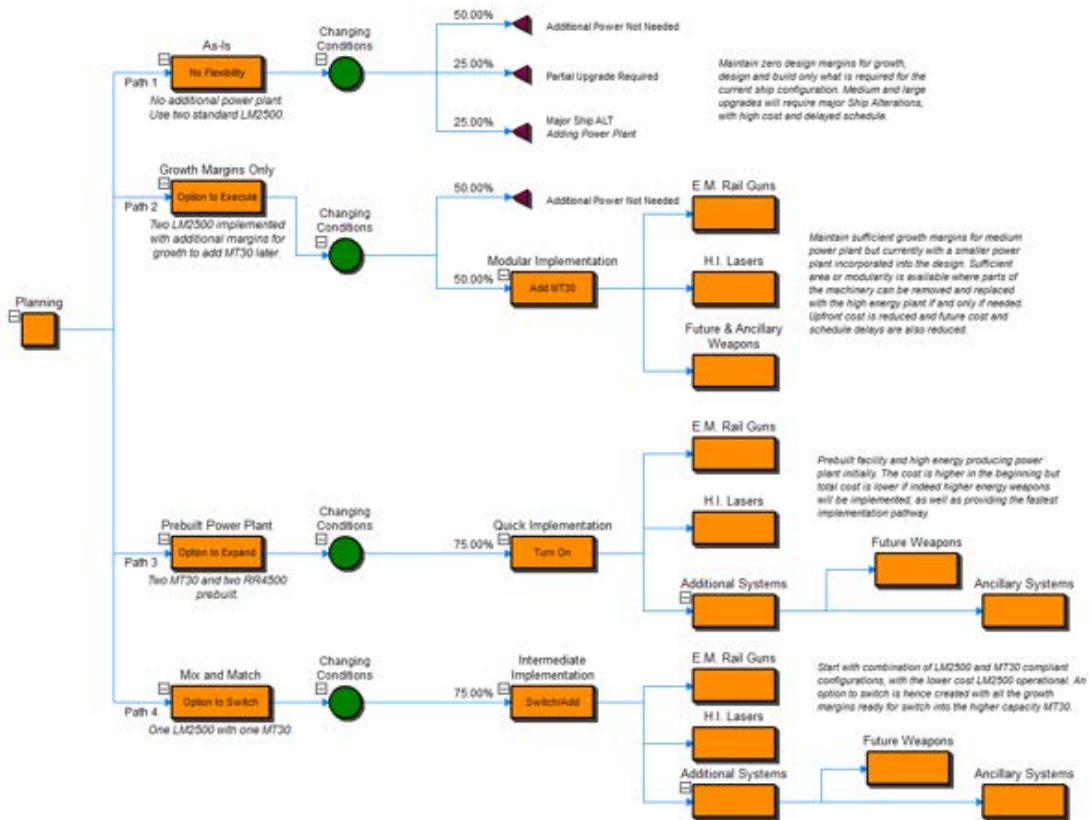 Planning
Path 1
As-Is
No Flexibility
No additional power plant.
Use two standard LM2500.
Changing
Conditions
50.00%
Additional Power Not Needed
25.00%
Partial Upgrade Required
25.00%
Major Ship ALT
Adding Power Plant
Maintain zero design margins for growth,
design and build only what is required for the
current ship configuration. Medium and large
upgrades will require major Ship Alterations,
with high cost and delayed schedule.
Path 2
Growth Margins Only
Option to Execute
Two LM2500 implemented
with additional margins for
growth to add MT30 later.
Changing
Conditions
50.00%
Additional Power Not Needed
50.00%
Modular Implementation
Add MT30
E.M. Rail Guns
H.I. Lasers
Future & Ancillary
Weapons
Maintain sufficient growth margins for medium
power plant but currently with a smaller power
plant incorporated into the design. Sufficient
area or modularity is available where parts of
the machinery can be removed and replaced
with the high energy plant if and only if needed.
Upfront cost is reduced and future cost and
schedule delays are also reduced.
Path 3
Prebuilt Power Plant
Option to Expand
Two MT30 and two RR4500
prebuilt.
Changing
Conditions
75.00%
Quick Implementation
Turn On
E.M. Rail Guns
H.I. Lasers
Additional Systems
Future Weapons
Ancillary Systems
Prebuilt facility and high energy producing power
plant initially. The cost is higher in the beginning but
total cost is lower if indeed higher energy weapons
will be implemented, as well as providing the fastest
implementation pathway.
Path 4
Mix and Match
Option to Switch
One LM2500 with one MT30
Changing
Conditions
75.00%
Intermediate
Implementation
Switch/Add
E.M. Rail Guns
H.I. Lasers
Additional Systems
Future Weapons
Ancillary Systems
Start with combination of LM2500 and MT30 compliant
configurations, with the lower cost LM2500 operational. An
option to switch is hence created with all the growth
margins ready for switch into the higher capacity MT30.